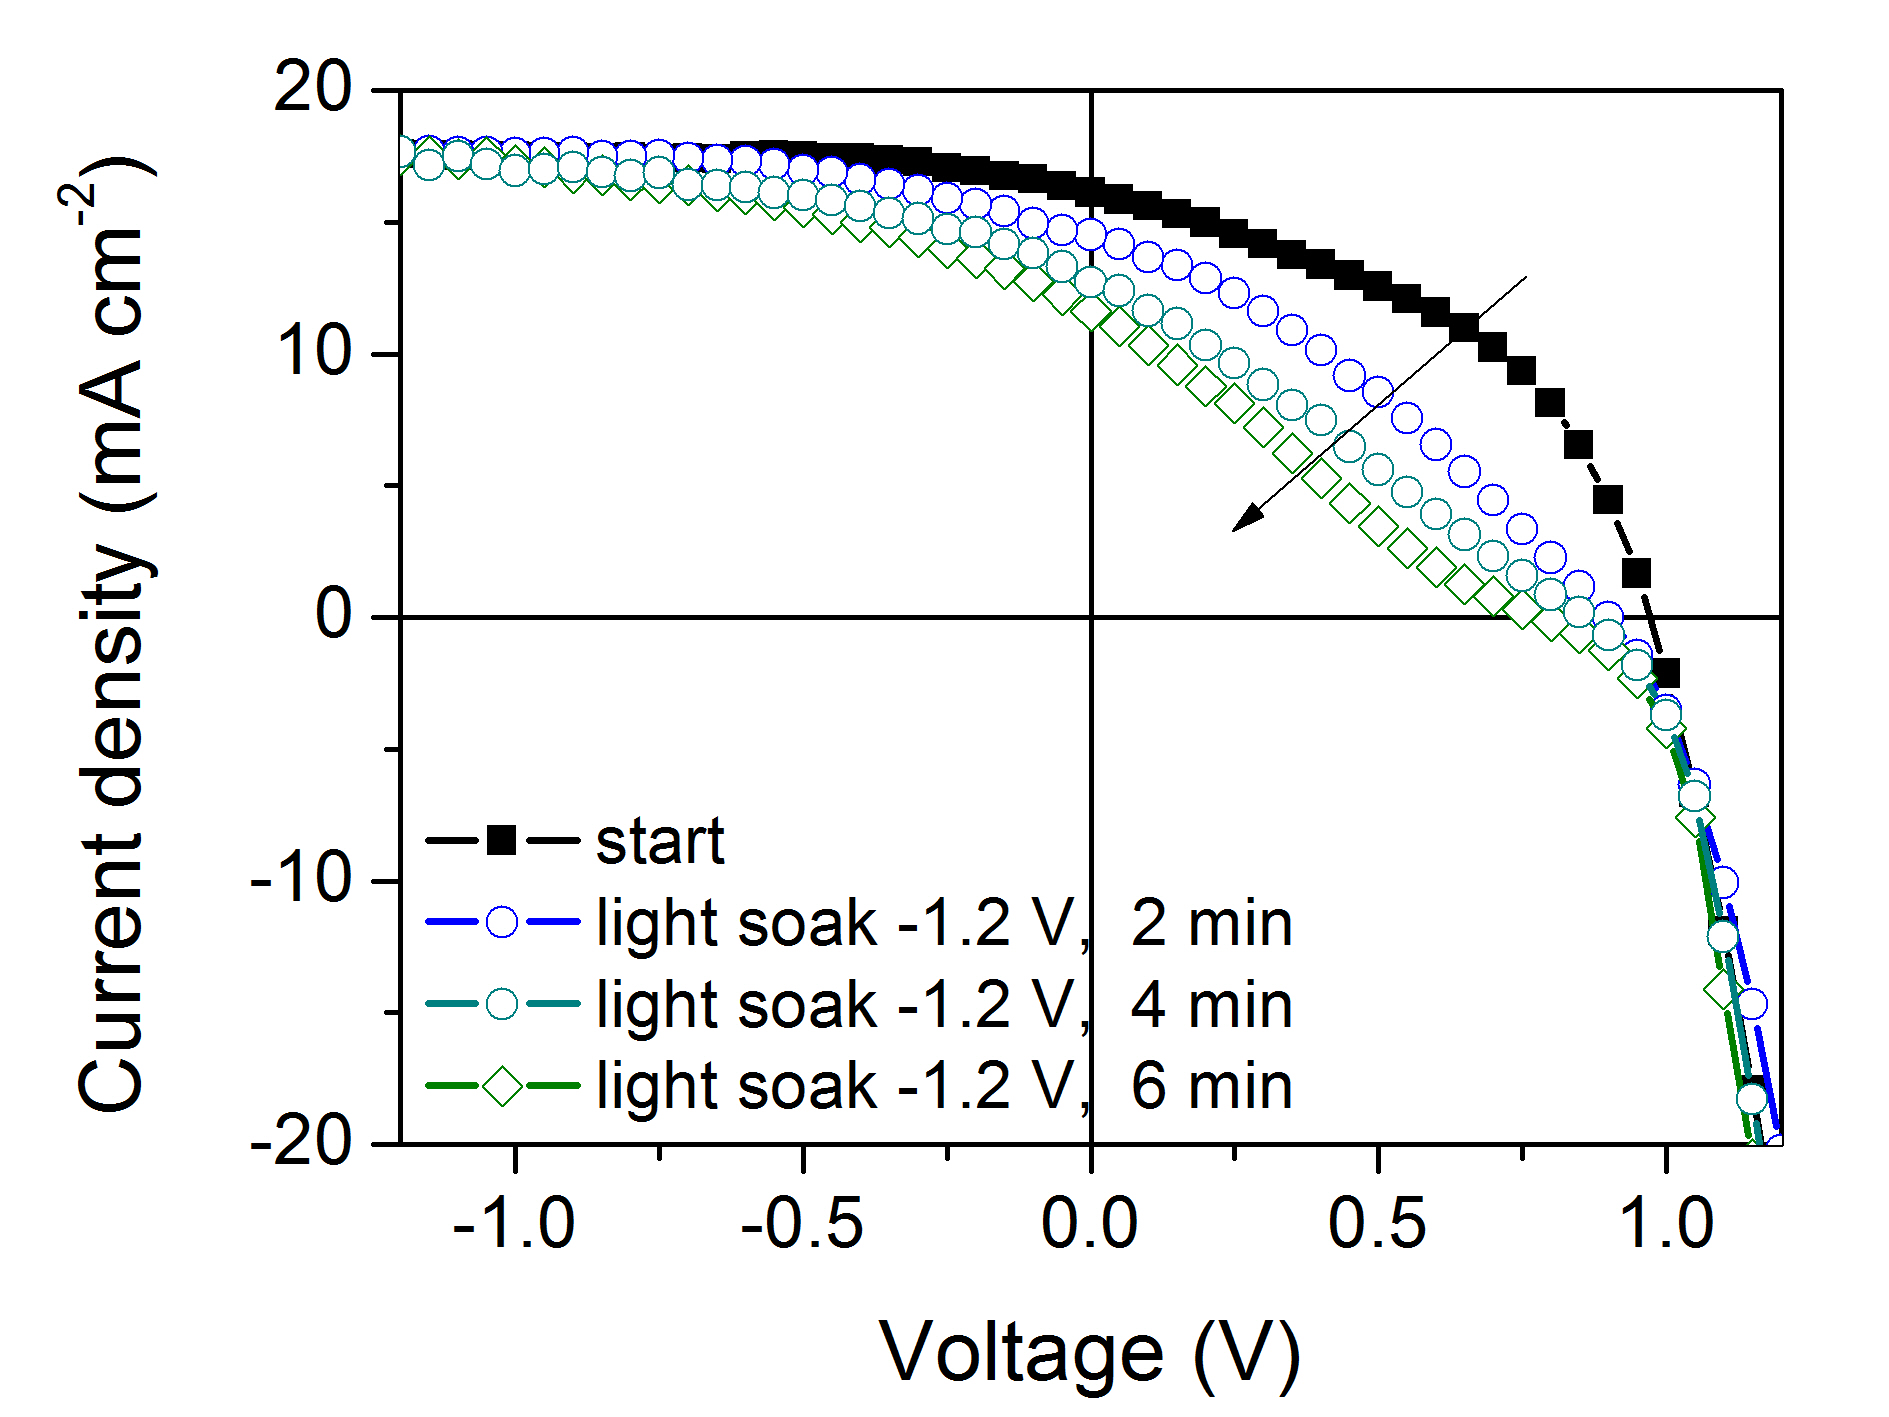 20
10
0
-10
-20
Current density (mA cm-2)
start
light soak -1.2 V, 2 min
light soak -1.2 V, 4 min
light soak -1.2 V, 6 min
-1.0 -0.5 0.0 0.5 1.0
Voltage (V)